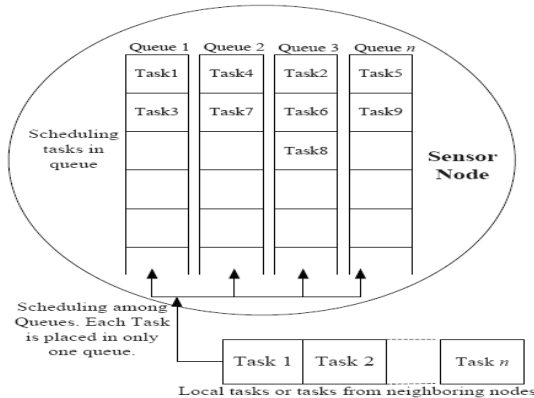 Queue 1 Queue 2 Queue 3 Queue n
Task1 Task4 Task2 Task5
Task3 Task7 Task6 Task9
Task8
Scheduling
tasks in
queue
Sensor
Node
Scheduling among
Queues. Each Task
is placed in only
one queue.
Task 1 Task 2 Task n
Local tasks or tasks from neighboring nodes